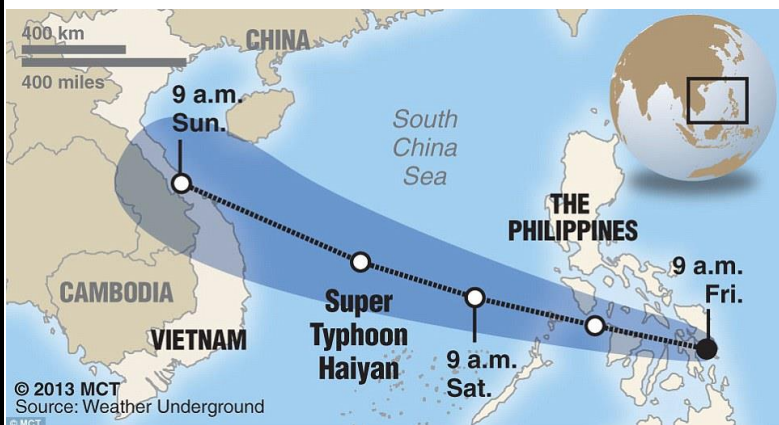 400 km
400 miles
CHINA
9 a.m.
Sun.
South
China
Sea
THE
PHILIPPINES
9 a.m.
Fri.
CAMBODIA
VIETNAM
Super
Typhoon
Haiyan
9 a.m.
Sat.
© 2013 MCT
Source: Weather Underground
© MCT